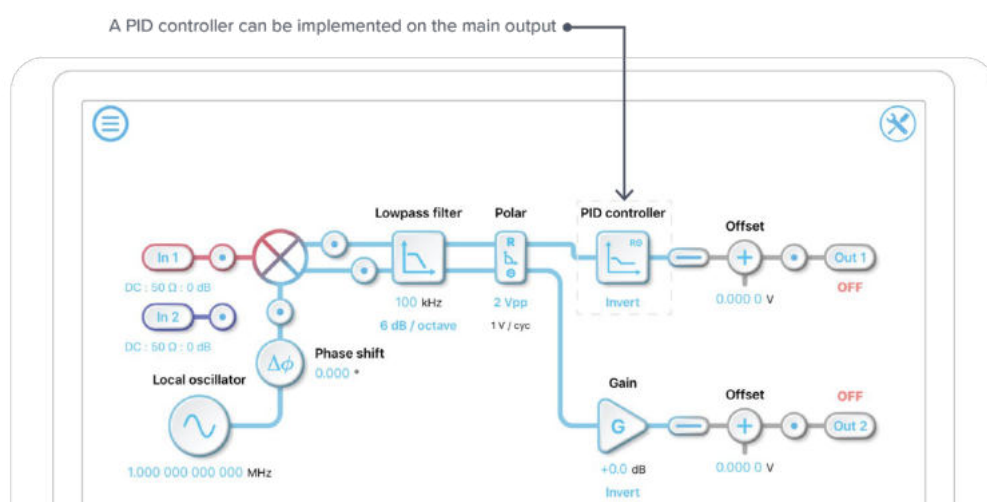 A PID controller can be implemented on the main output
Lowpass filter
Polar
PID controller
Offset
R
Θ
RΘ
In 1
Out 1
DC : 50 Ω : 0 dB
100 kHz
2 Vpp
Invert
0.000 0 V
OFF
6 dB / octave
1 V / cyc
In 2
DC : 50 Ω : 0 dB
Δϕ
Phase shift
0.000 °
Local oscillator
Gain
Offset
OFF
G
Out 2
1.000 000 000 000 MHz
+0.0 dB
0.000 0 V
Invert